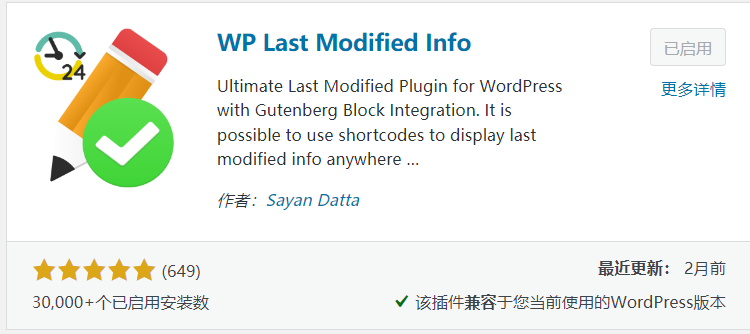 24
WP Last Modified Info
已启用
更多详情
Ultimate Last Modified Plugin for WordPress
with Gutenberg Block Integration. It is
possible to use shortcodes to display last
modified info anywhere ...
作者：Sayan Datta
(649)
最近更新： 2月前
30,000+个已启用安装数
该插件兼容于您当前使用的WordPress版本